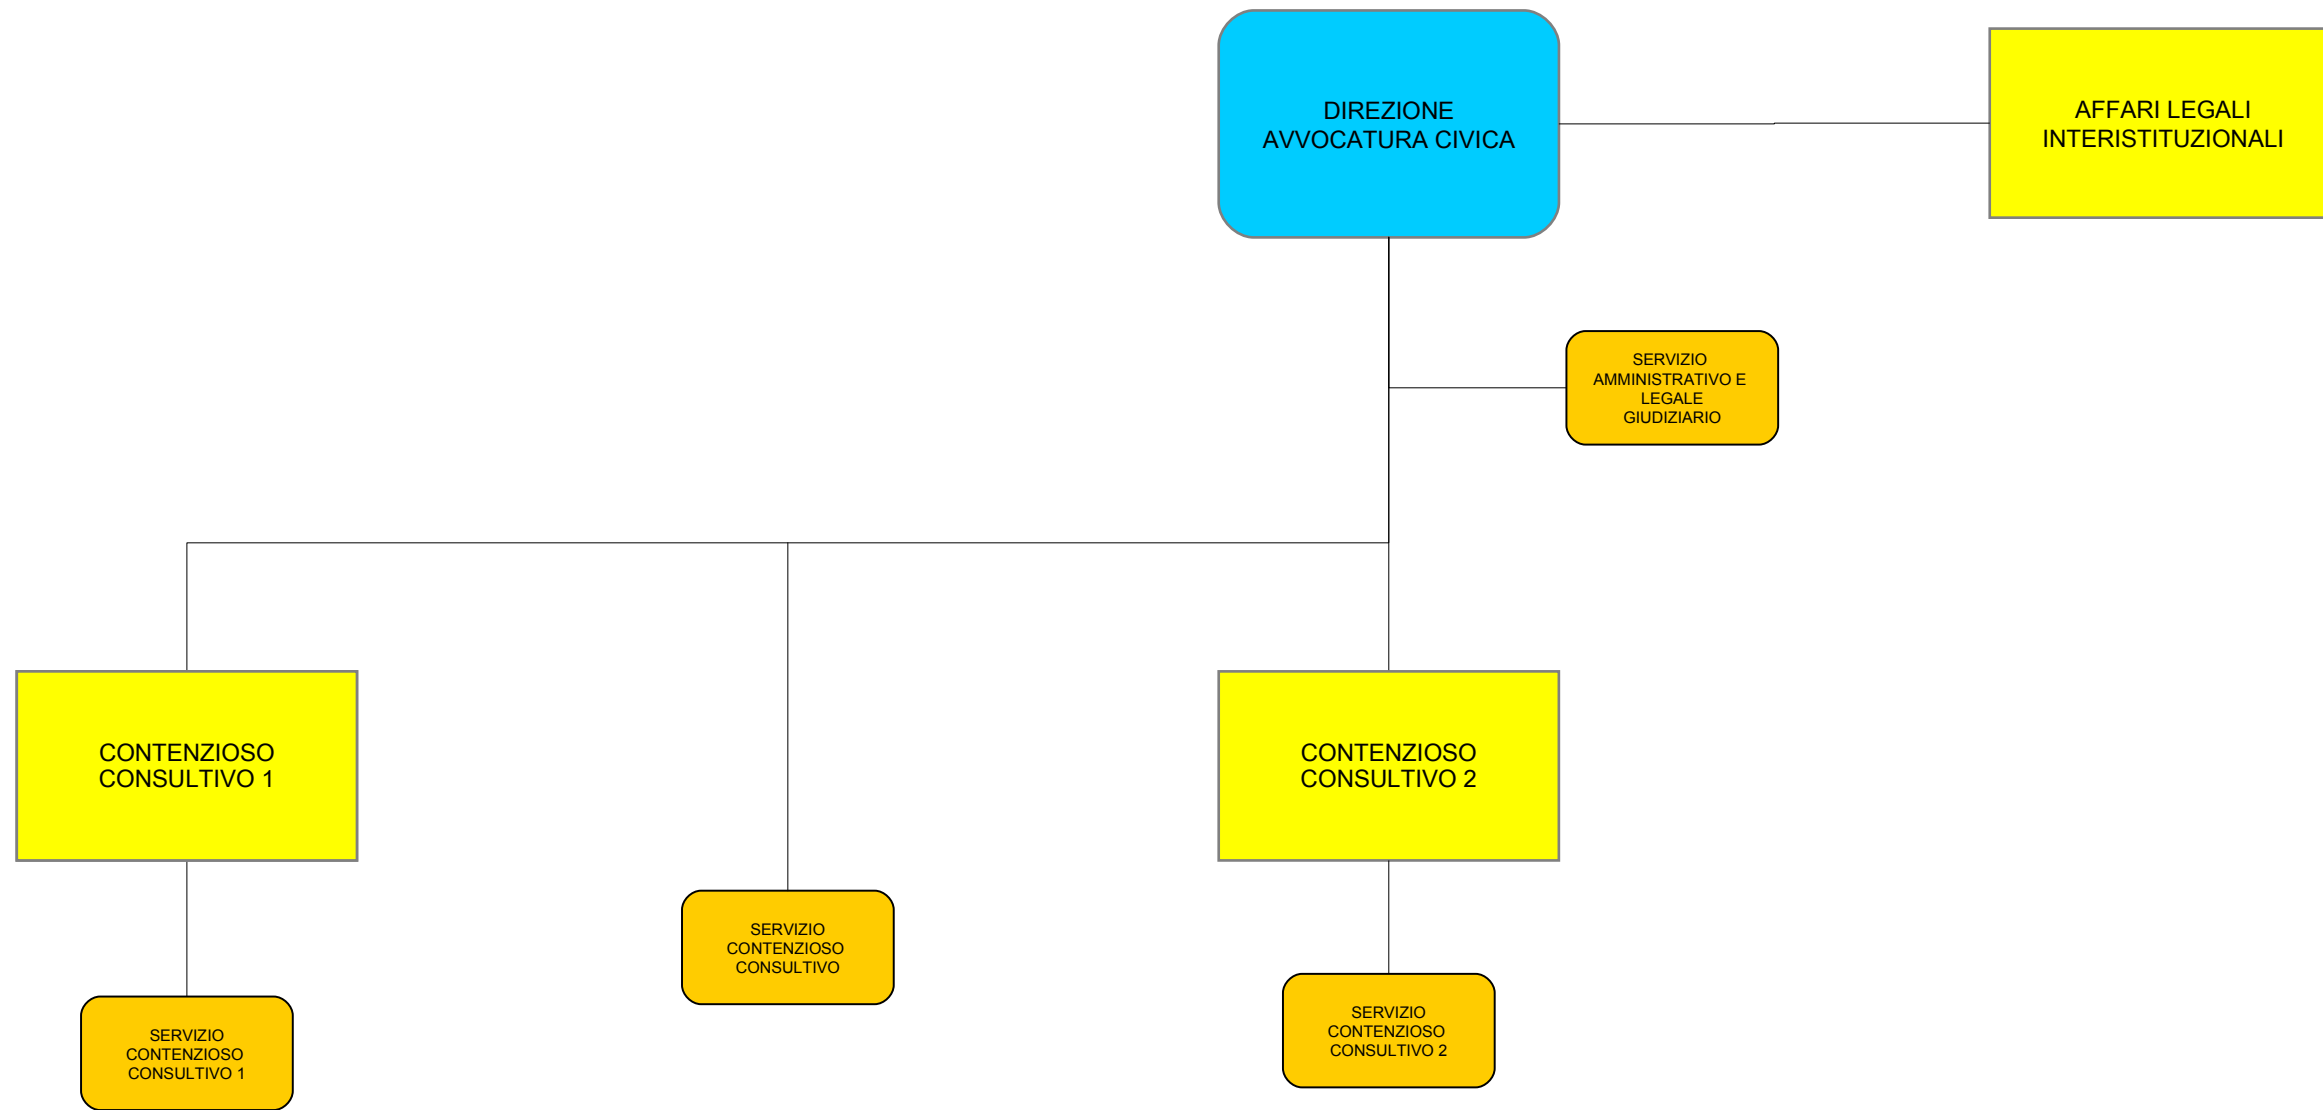 DIREZIONE
AVVOCATURA CIVICA
AFFARI LEGALI
INTERISTITUZIONALI
SERVIZIO
AMMINISTRATIVO E
LEGALE
GIUDIZIARIO
CONTENZIOSO
CONSULTIVO 1
CONTENZIOSO
CONSULTIVO 2
SERVIZIO
CONTENZIOSO
CONSULTIVO
SERVIZIO
CONTENZIOSO
CONSULTIVO 1
SERVIZIO
CONTENZIOSO
CONSULTIVO 2